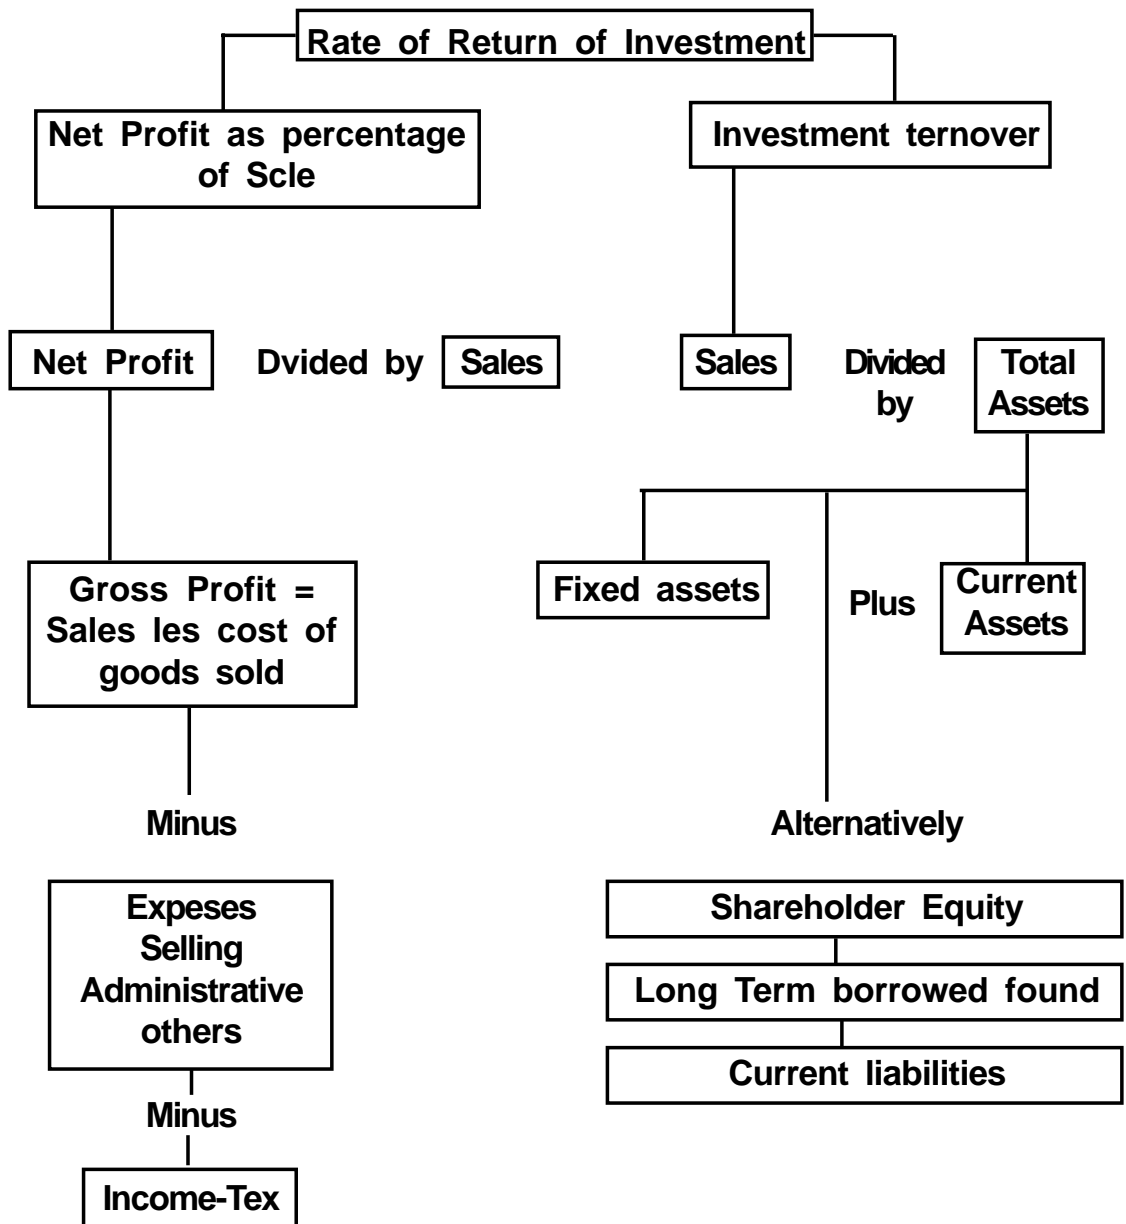 Rate of Return of Investment
Net Profit as percentage
of Scle
Investment ternover
Net Profit
Dvided by
Sales
Sales
Divided
by
Total
Assets
Gross Profit =
Sales les cost of
goods sold
Fixed assets
Plus
Current
Assets
Minus
Alternatively
Expeses
Selling
Administrative
others
Shareholder Equity
Long Term borrowed found
Current liabilities
Minus
Income-Tex